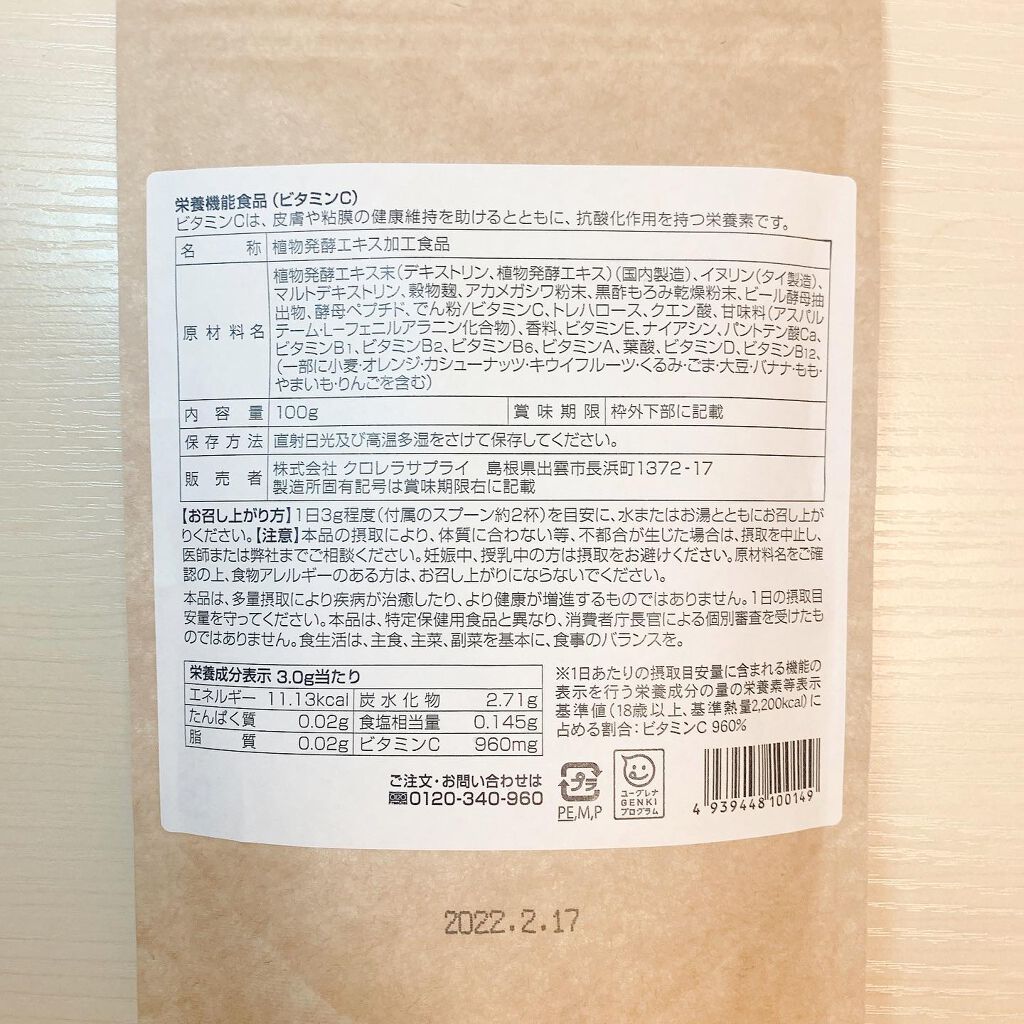 栄養機能食品(ビタミンC)
ビタミンCは、皮膚や粘膜の健康維持を助けるとともに、抗酸化作用を持つ栄養素です。
名称 植物発酵エキス加工食品
原材料名 植物発酵エキス末(デキストリン、植物発酵エキス)(国内製造)、イヌリン(タイ製造)、
マルトデキストリン、穀物麹、アカメガシワ粉末、黒酢もろみ乾燥粉末、ビール酵母抽
出物、酵母ペプチド、でん粉/ビタミンC、トレハロース、クエン酸、甘味料(アスパル
テーム・L-フェニルアラニン化合物)、香料、ビタミンE、ナイアシン、パントテン酸Ca、
ビタミンB1、ビタミンB2、ビタミンB6、ビタミンA、葉酸、ビタミンD、ビタミンB12、
(一部に小麦・オレンジ・カシューナッツ・キウイフルーツ・くるみ・ごま・大豆・バナナ・もも・
やまいも・りんごを含む)
内容量 100g 賞味期限 枠外下部に記載
保存方法 直射日光及び高温多湿をさけて保存してください。
販売者 株式会社 クロレラサプライ 島根県出雲市長浜町1372-17
製造所固有記号は賞味期限右に記載
【お召し上がり方】1日3g程度(付属のスプーン約2杯)を目安に、水またはお湯とともにお召し上が
りください。【注意】本品の摂取により、体質に合わない等、不都合が生じた場合は、摂取を中止し、
医師または弊社までご相談ください。妊娠中、授乳中の方は摂取をお避けください。原材料名をご確
認の上、食物アレルギーのある方は、お召し上がりにならないでください。
本品は、多量摂取により疾病が治癒したり、より健康が増進するものではありません。1日の摂取目
安量を守ってください。本品は、特定保健用食品と異なり、消費者庁長官による個別審査を受けたも
のではありません。食生活は、主食、主菜、副菜を基本に、食事のバランスを。
栄養成分表示 3.0g当たり
エネルギー 11.13kcal 炭水化物 2.71g
たんぱく質 0.02g 食塩相当量 0.145g
脂質 0.02g ビタミンC 960mg
※1日あたりの摂取目安量に含まれる機能の
表示を行う栄養成分の量の栄養素等表示
基準値(18歳以上、基準熱量2,200kcal)に
占める割合:ビタミンC 960%
ご注文・お問い合わせは
0120-340-960
プラ
PE,M,P
ユーグレナ
GENKI
プログラム
4 939448 100149
2022.2.17